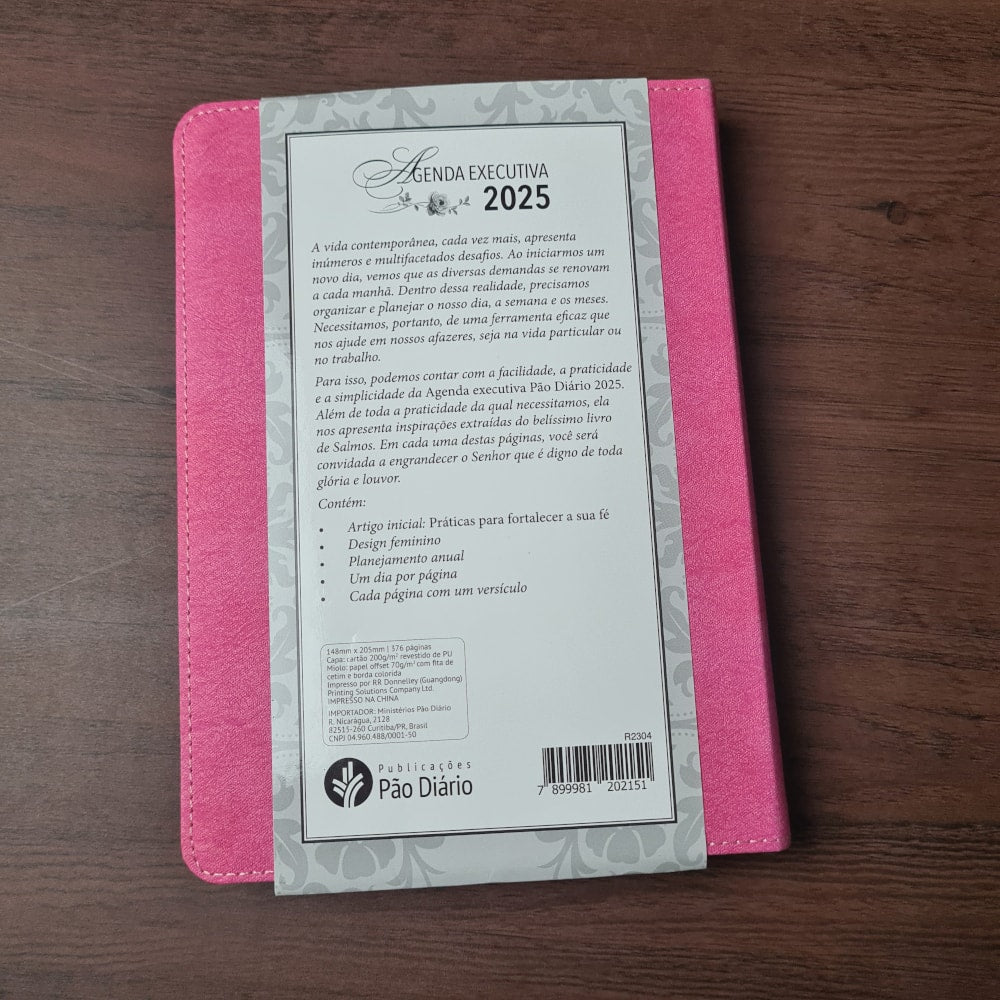 AGENDA EXECUTIVA
2025
A vida contemporânea, cada vez mais, apresenta
inúmeros e multifacetados desafios. Ao iniciarmos um
novo dia, vemos que as diversas demandas se renovam
a cada manhã. Dentro dessa realidade, precisamos
organizar e planejar o nosso dia, a semana e os meses.
Necessitamos, portanto, de uma ferramenta eficaz que
nos ajude em nossos afazeres, seja na vida particular ou
no trabalho.
Para isso, podemos contar com a facilidade, a praticidade
e a simplicidade da Agenda executiva Pão Diário 2025.
Além de toda a praticidade da qual necessitamos, ela
nos apresenta inspirações extraídas do belíssimo livro
de Salmos. Em cada uma destas páginas, você será
convidada a engrandecer o Senhor que é digno de toda
glória e louvor.
Contém:
• Artigo inicial: Práticas para fortalecer a sua fé
• Design feminino
• Planejamento anual
• Um dia por página
• Cada página com um versículo
148mm x 205mm | 376 páginas
Capa: cartão 200g/m² revestido de PU
Miolo: papel offset 70g/m² com fita de
cetim e borda colorida
Impresso por RR Donnelley (Guangdong)
Printing Solutions Company Ltd.
IMPRESSO NA CHINA
IMPORTADOR: Ministérios Pão Diário
R. Nicarágua, 2128
82515-260 Curitiba/PR, Brasil
CNPJ 04.960.488/0001-50
Publicações
Pão Diário
R2304
7 899981 202151